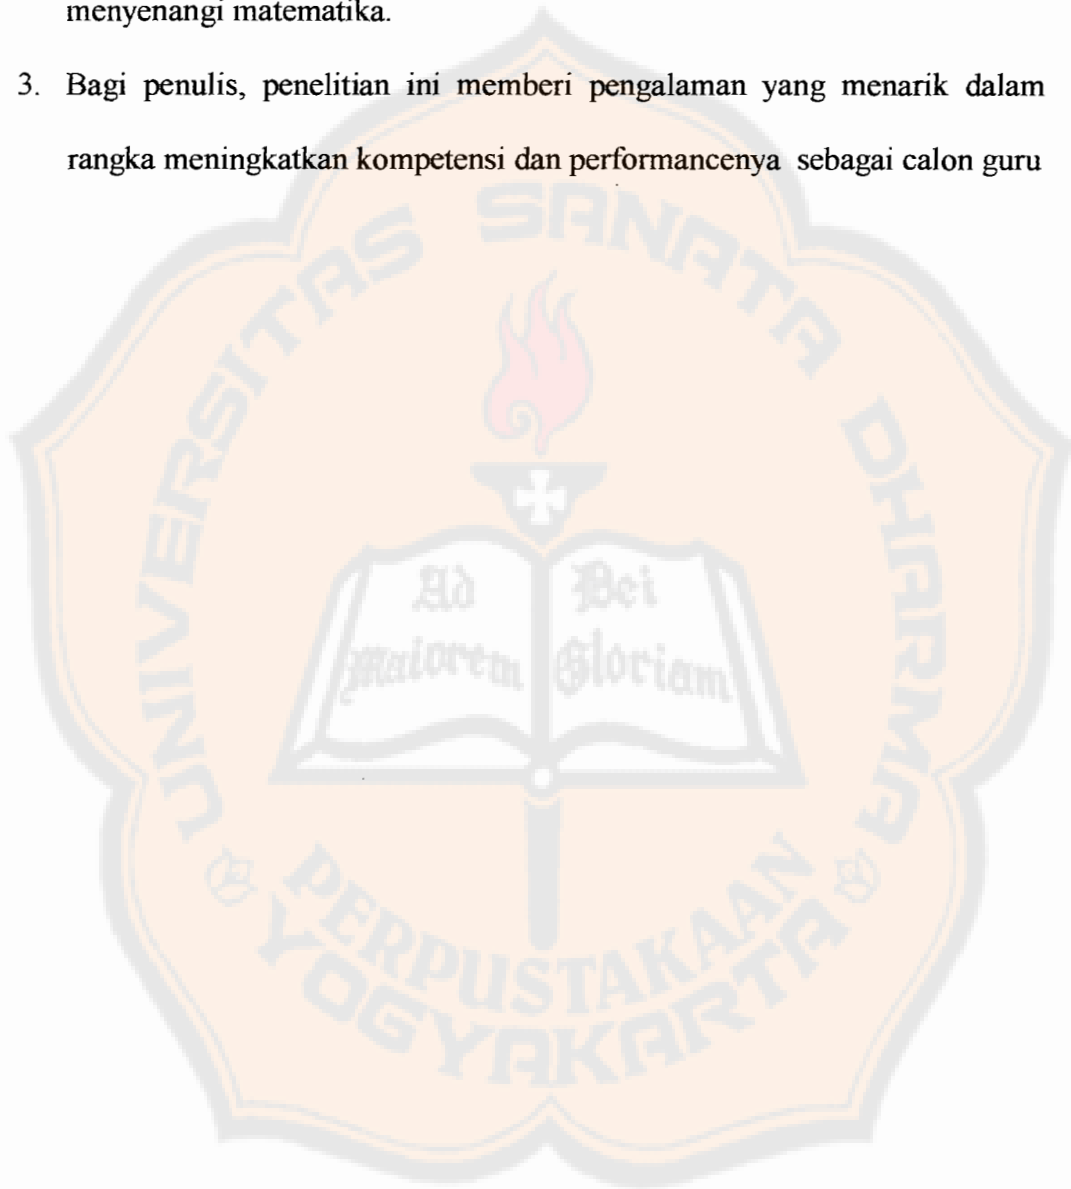 menyenangi matematika.
3. Bagi penulis, penelitian ini memberi pengalaman yang menarik dalam
rangka meningkatkan kompetensi dan performancenya sebagai calon guru
UNIVERSITAS SANATA DHARMA
Ad Dei
maiorem Gloriam
PERPUSTAKAAN
YOGYAKARTA